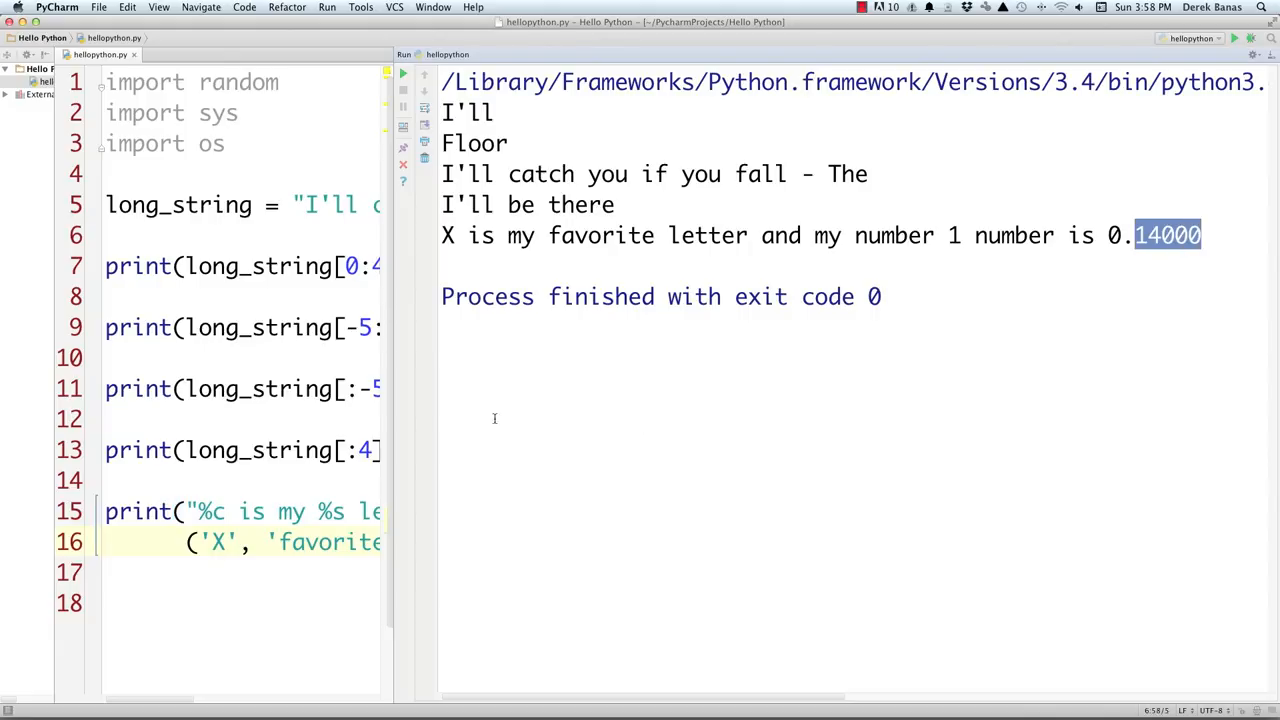 PyCharm File Edit View Navigate Code Refactor Run Tools VCS Window Help 10 Sun 3:58 PM Derek Banas
hellopython.py – Hello Python – [~/PycharmProjects/Hello Python]
Hello Python hellopython.py hellopython
hellopython.py
Run hellopython
Hello P
hell
Externa
1 import random
2 import sys
3 import os
4
5 long_string = "I'll c
6
7 print(long_string[0:4
8
9 print(long_string[-5:
10
11 print(long_string[:-5
12
13 print(long_string[:4]
14
15 print("%c is my %s le
16 ('X', 'favorite
17
18
/Library/Frameworks/Python.framework/Versions/3.4/bin/python3.
I'll
Floor
I'll catch you if you fall - The
I'll be there
X is my favorite letter and my number 1 number is 0.14000
Process finished with exit code 0
6:58/5 LF UTF-8